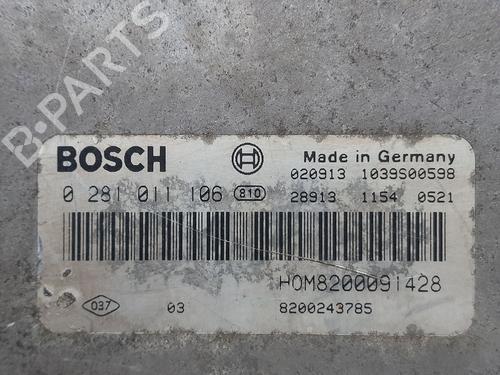 B-PARTS
BOSCH
Made in Germany
020913 1039S00598
0 281 011 106 810
28913 1154 0521
HOM8200091428
037 03 8200243785